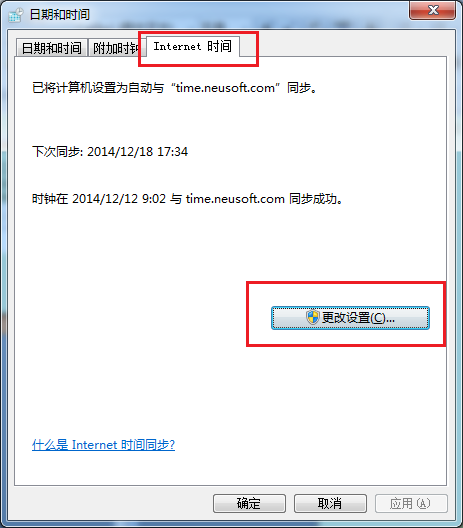 日期和时间
日期和时间 附加时钟 Internet 时间
已将计算机设置为自动与“time.neusoft.com”同步。
下次同步: 2014/12/18 17:34
时钟在 2014/12/12 9:02 与 time.neusoft.com 同步成功。
更改设置(C)...
什么是 Internet 时间同步?
确定 取消 应用(A)